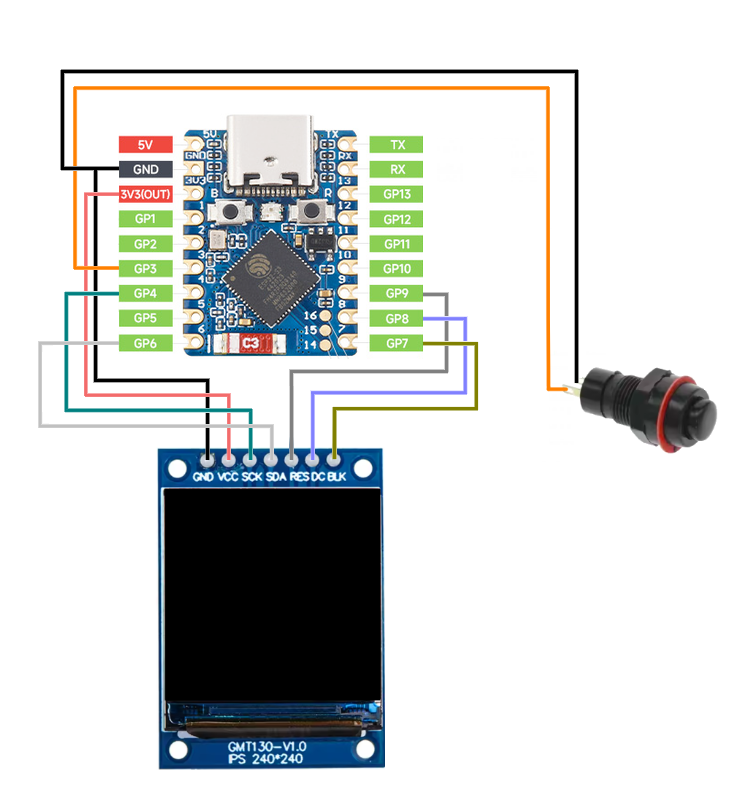 5V
GND
3V3(OUT)
GP1
GP2
GP3
GP4
GP5
GP6
TX
RX
GP13
GP12
GP11
GP10
GP9
GP8
GP7
5V
GND
3V3
1
2
3
5
6
TX
RX
13
12
11
10
9
8
7
B
R
16
15
14
C3
GND VCC SCK SDA RES DC BLK
GMT130-V1.0
IPS 240*240